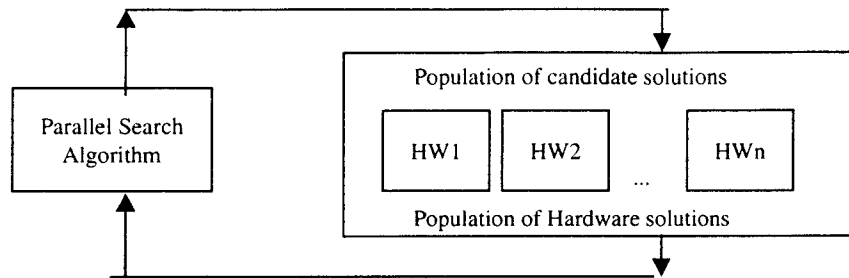 Population of candidate solutions
Parallel Search
Algorithm
HW1 HW2 ... HWn
Population of Hardware solutions